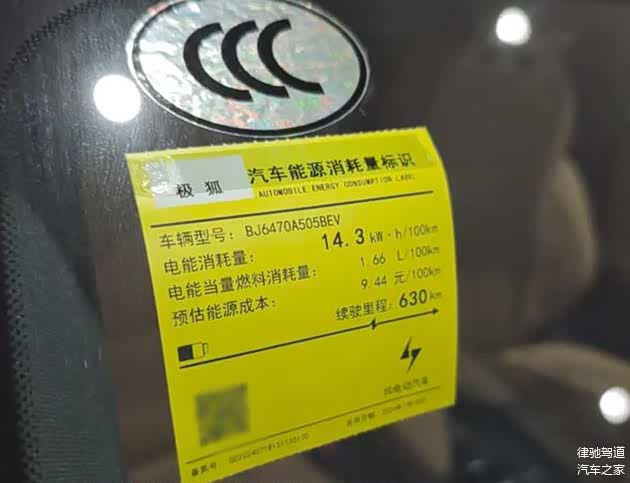 CCC
极狐
汽车能源消耗量标识
AUTOMOBILE ENERGY CONSUMPTION LABEL
车辆型号: BJ6470A505BEV
电能消耗量: 14.3 kW·h/100km
电能当量燃料消耗量: 1.66 L/100km
预估能源成本: 9.44 元/100km
续驶里程: 630km
纯电动汽车
备案号
律驰驾道
汽车之家